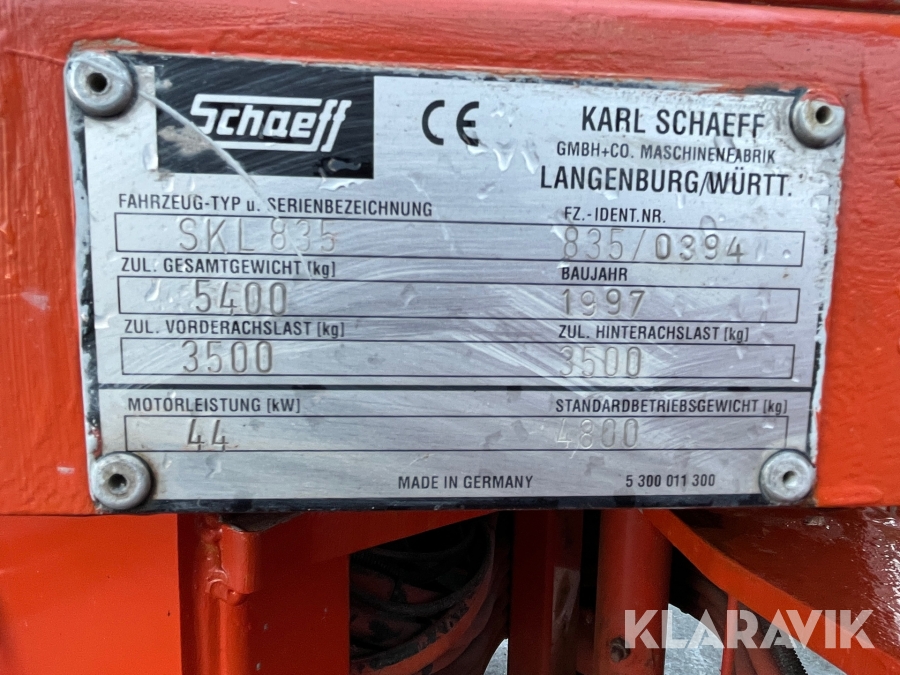 Schaeff CE KARL SCHAEFF
GMBH+CO. MASCHINENFABRIK
LANGENBURG/WÜRTT.
FAHRZEUG-TYP u. SERIENBEZEICHNUNG FZ.-IDENT.NR.
SKL 835 835/0394
ZUL. GESAMTGEWICHT [kg] BAUJAHR
5400 1997
ZUL. VORDERACHSLAST [kg] ZUL. HINTERACHSLAST [kg]
3500 3500
MOTORLEISTUNG [kW] STANDARDBETRIEBSGEWICHT [kg]
44 4800
MADE IN GERMANY 5 300 011 300
KLARAVIK